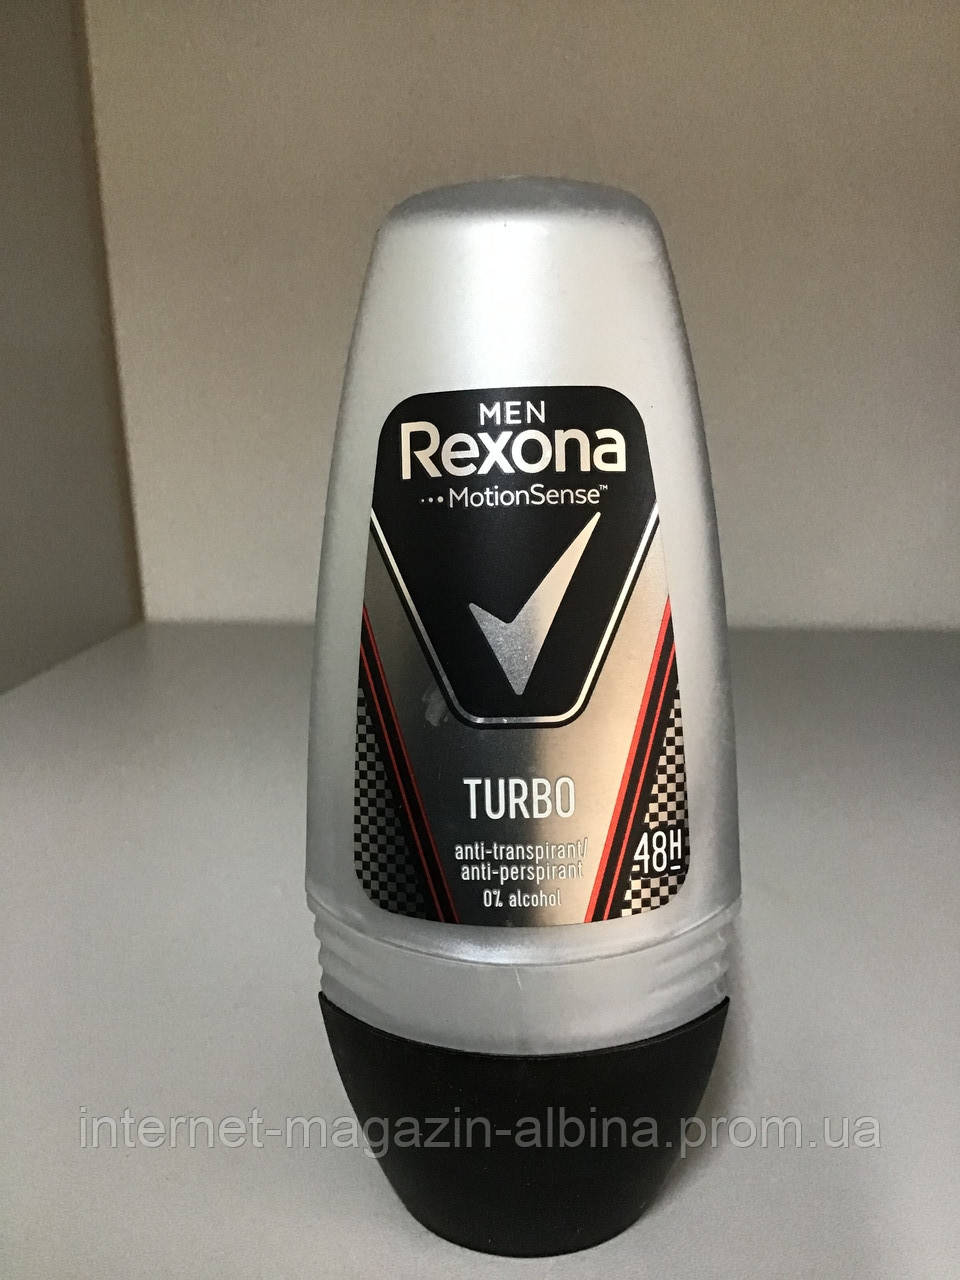 MEN
Rexona
MotionSense™
TURBO
anti-transpirant/
anti-perspirant
0% alcohol
48H
internet-magazin-albina.prom.ua